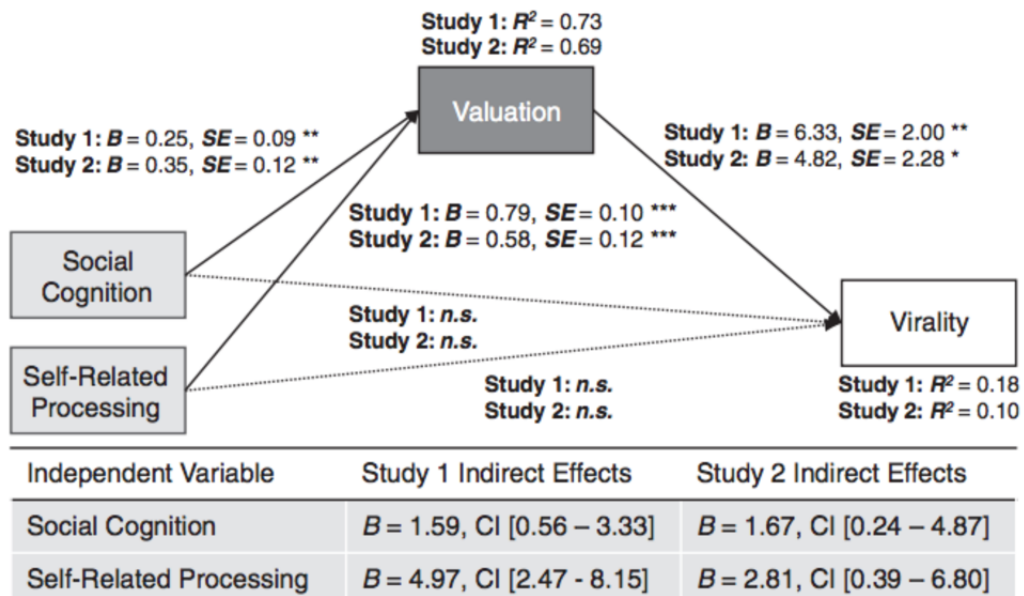 Study 1: R² = 0.73
Study 2: R² = 0.69
Valuation
Study 1: B = 0.25, SE = 0.09 **
Study 2: B = 0.35, SE = 0.12 **
Study 1: B = 6.33, SE = 2.00 **
Study 2: B = 4.82, SE = 2.28 *
Study 1: B = 0.79, SE = 0.10 ***
Study 2: B = 0.58, SE = 0.12 ***
Social
Cognition
Study 1: n.s.
Study 2: n.s.
Virality
Self-Related
Processing
Study 1: n.s.
Study 2: n.s.
Study 1: R² = 0.18
Study 2: R² = 0.10
Independent Variable Study 1 Indirect Effects Study 2 Indirect Effects
Social Cognition B = 1.59, CI [0.56 – 3.33] B = 1.67, CI [0.24 – 4.87]
Self-Related Processing B = 4.97, CI [2.47 - 8.15] B = 2.81, CI [0.39 – 6.80]